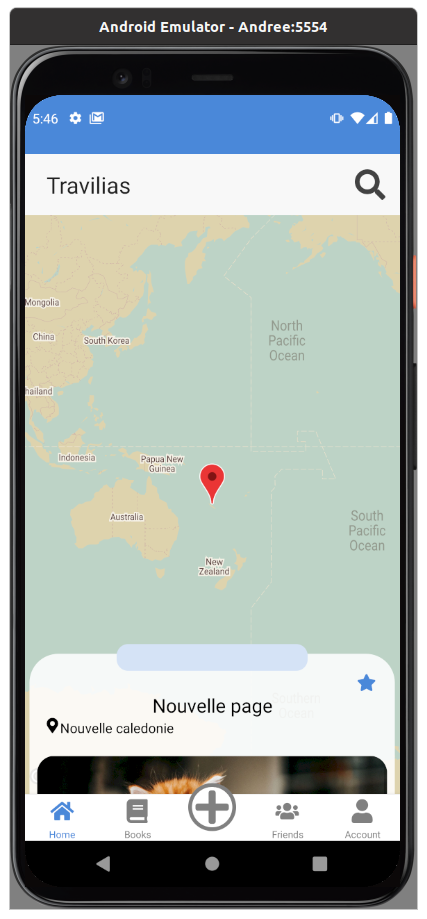 Android Emulator - Andree:5554
5:46
Travilias
Mongolia
China
South Korea
North
Pacific
Ocean
hailand
Indonesia
Papua New
Guinea
Australia
South
Pacific
Ocean
New
Zealand
Southern
Ocean
Nouvelle page
Nouvelle caledonie
Home
Books
Friends
Account